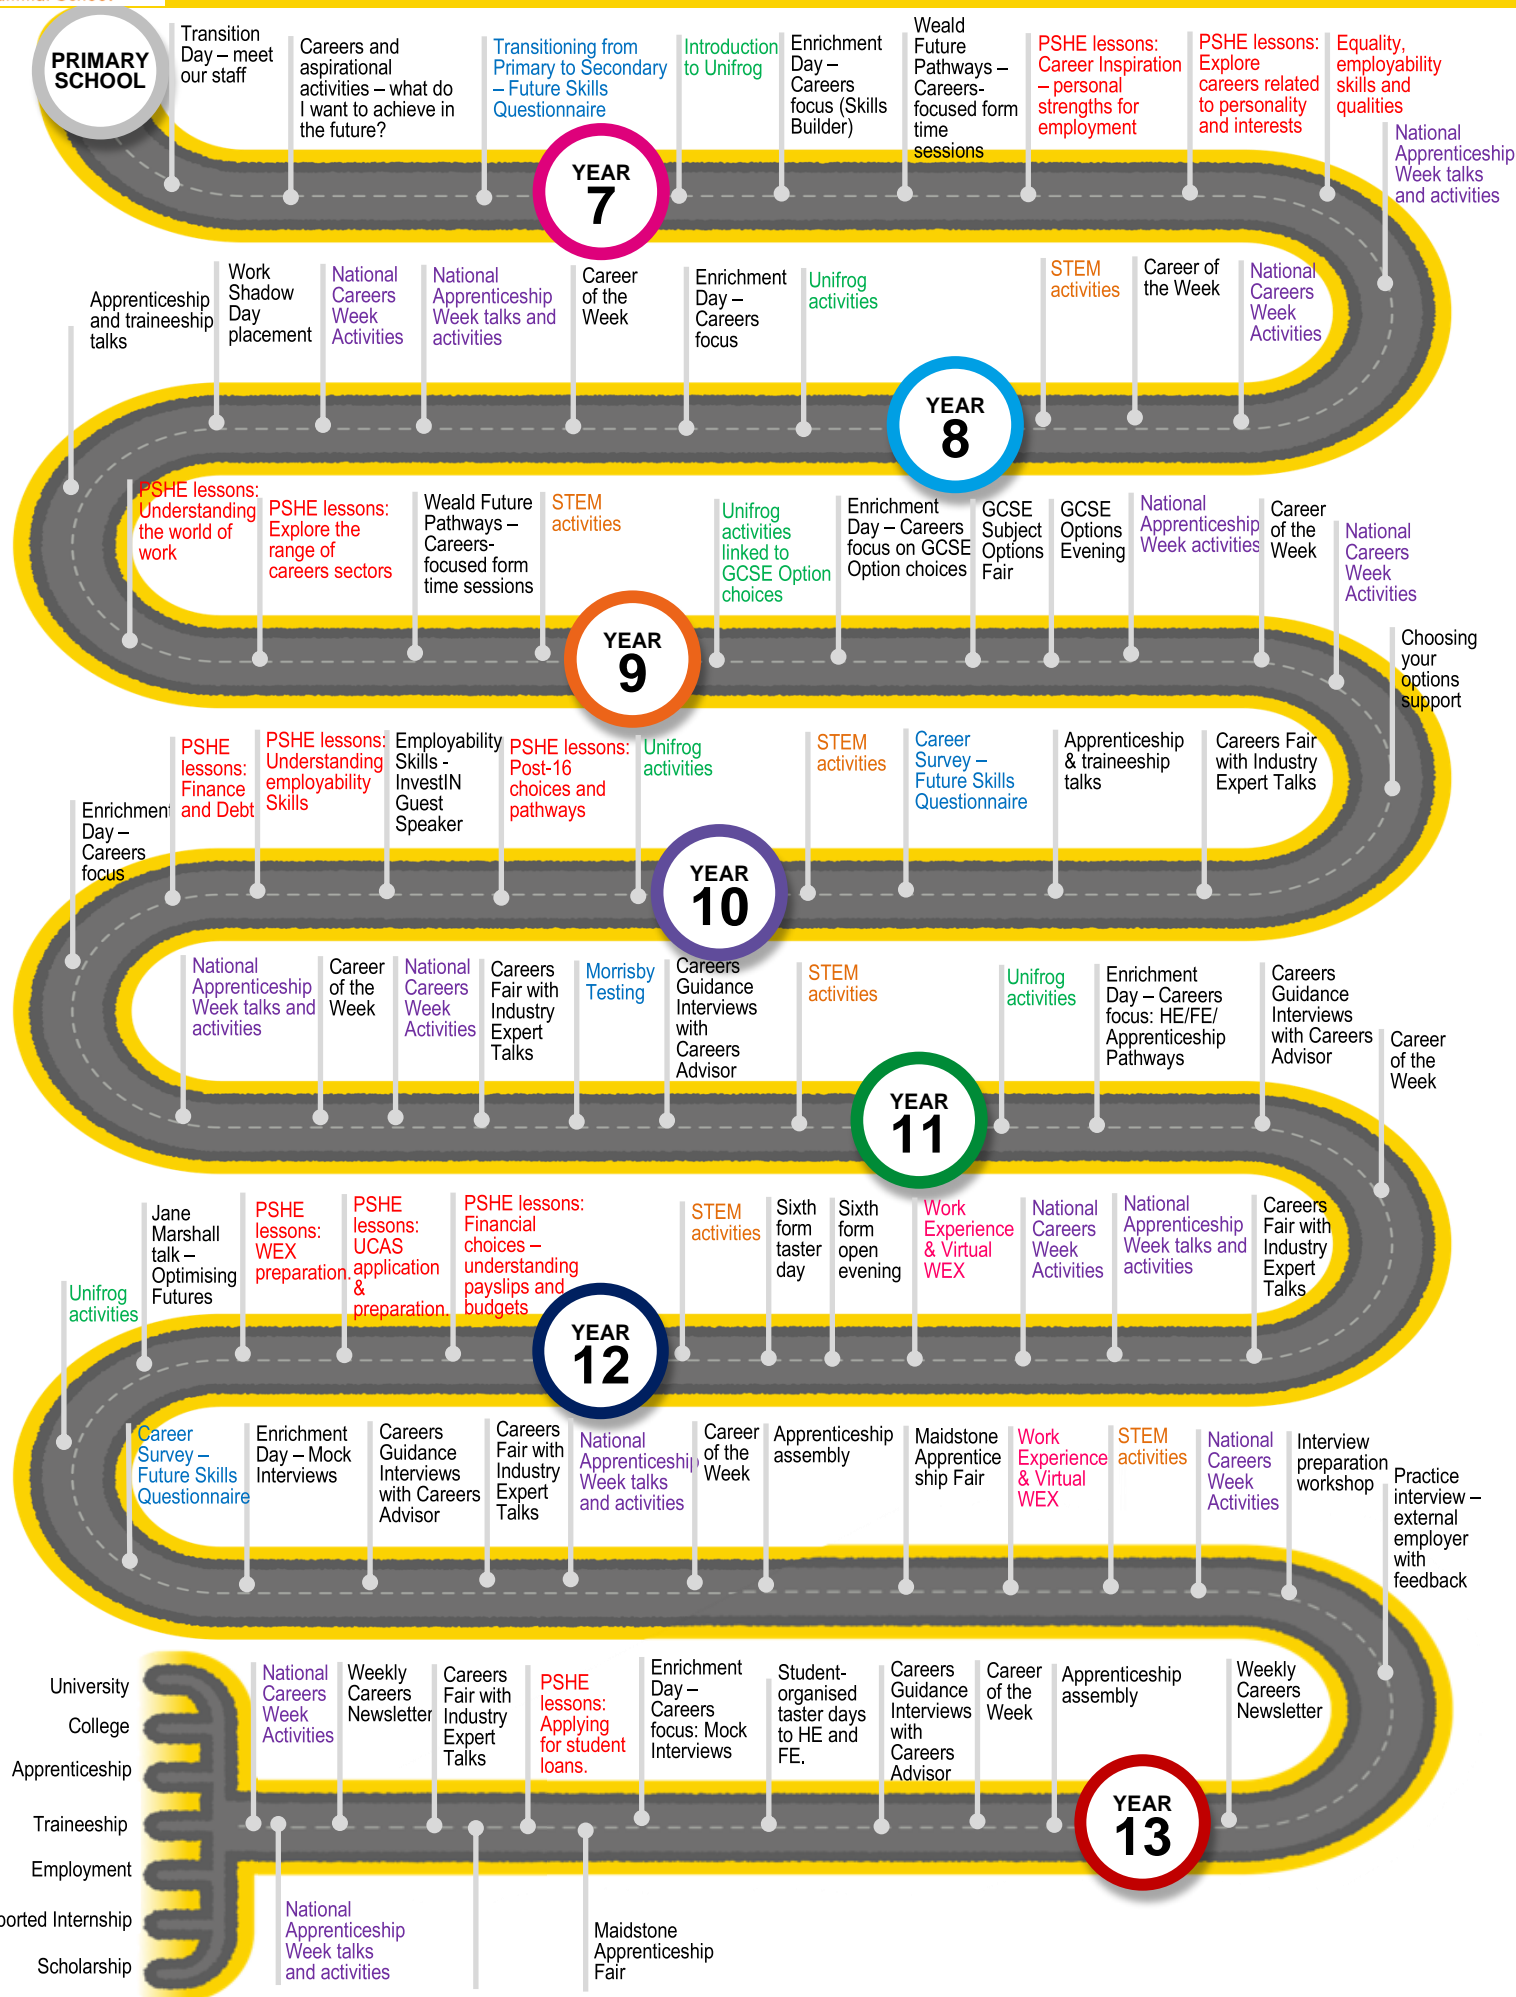 PRIMARY
SCHOOL
Transition
Day – meet
our staff
Careers and
aspirational
activities – what do
I want to achieve in
the future?
Transitioning from
Primary to Secondary
– Future Skills
Questionnaire
YEAR
7
Introduction
to Unifrog
Enrichment
Day –
Careers
focus (Skills
Builder)
Weald
Future
Pathways –
Careers-
focused form
time
sessions
PSHE lessons:
Career Inspiration
– personal
strengths for
employment
PSHE lessons:
Explore
careers related
to personality
and interests
Equality,
employability
skills and
qualities
National
Apprenticeship
Week talks
and activities
Apprenticeship
and traineeship
talks
Work
Shadow
Day
placement
National
Careers
Week
Activities
National
Apprenticeship
Week talks and
activities
Career
of the
Week
Enrichment
Day –
Careers
focus
Unifrog
activities
YEAR
8
STEM
activities
Career of
the Week
National
Careers
Week
Activities
PSHE lessons:
Understanding
the world of
work
PSHE lessons:
Explore the
range of
careers sectors
Weald Future
Pathways –
Careers-
focused form
time sessions
STEM
activities
YEAR
9
Unifrog
activities
linked to
GCSE Option
choices
Enrichment
Day – Careers
focus on GCSE
Option choices
GCSE
Subject
Options
Fair
GCSE
Options
Evening
National
Apprenticeship
Week activities
Career
of the
Week
National
Careers
Week
Activities
Choosing
your
options
support
Enrichment
Day –
Careers
focus
PSHE
lessons:
Finance
and Debt
PSHE lessons:
Understanding
employability
Skills
Employability
Skills -
InvestIN
Guest
Speaker
PSHE lessons:
Post-16
choices and
pathways
Unifrog
activities
YEAR
10
STEM
activities
Career
Survey –
Future Skills
Questionnaire
Apprenticeship
& traineeship
talks
Careers Fair
with Industry
Expert Talks
National
Apprenticeship
Week talks and
activities
Career
of the
Week
National
Careers
Week
Activities
Careers
Fair with
Industry
Expert
Talks
Morrisby
Testing
Careers
Guidance
Interviews
with
Careers
Advisor
STEM
activities
YEAR
11
Unifrog
activities
Enrichment
Day – Careers
focus: HE/FE/
Apprenticeship
Pathways
Careers
Guidance
Interviews
with Careers
Advisor
Career
of the
Week
Unifrog
activities
Jane
Marshall
talk –
Optimising
Futures
PSHE
lessons:
WEX
preparation.
PSHE
lessons:
UCAS
application
&
preparation.
PSHE lessons:
Financial
choices –
understanding
payslips and
budgets
YEAR
12
STEM
activities
Sixth
form
taster
day
Sixth
form
open
evening
Work
Experience
& Virtual
WEX
National
Careers
Week
Activities
National
Apprenticeship
Week talks and
activities
Careers
Fair with
Industry
Expert
Talks
Career
Survey –
Future Skills
Questionnaire
Enrichment
Day – Mock
Interviews
Careers
Guidance
Interviews
with Careers
Advisor
Careers
Fair with
Industry
Expert
Talks
National
Apprenticeship
Week talks
and activities
Career
of the
Week
Apprenticeship
assembly
Maidstone
Apprentice
ship Fair
Work
Experience
& Virtual
WEX
STEM
activities
National
Careers
Week
Activities
Interview
preparation
workshop
Practice
interview –
external
employer
with
feedback
University
College
Apprenticeship
Traineeship
Employment
ported Internship
Scholarship
National
Careers
Week
Activities
Weekly
Careers
Newsletter
Careers
Fair with
Industry
Expert
Talks
PSHE
lessons:
Applying
for student
loans.
Enrichment
Day –
Careers
focus: Mock
Interviews
Student-
organised
taster days
to HE and
FE.
Careers
Guidance
Interviews
with
Careers
Advisor
Career
of the
Week
Apprenticeship
assembly
YEAR
13
Weekly
Careers
Newsletter
National
Apprenticeship
Week talks
and activities
Maidstone
Apprenticeship
Fair